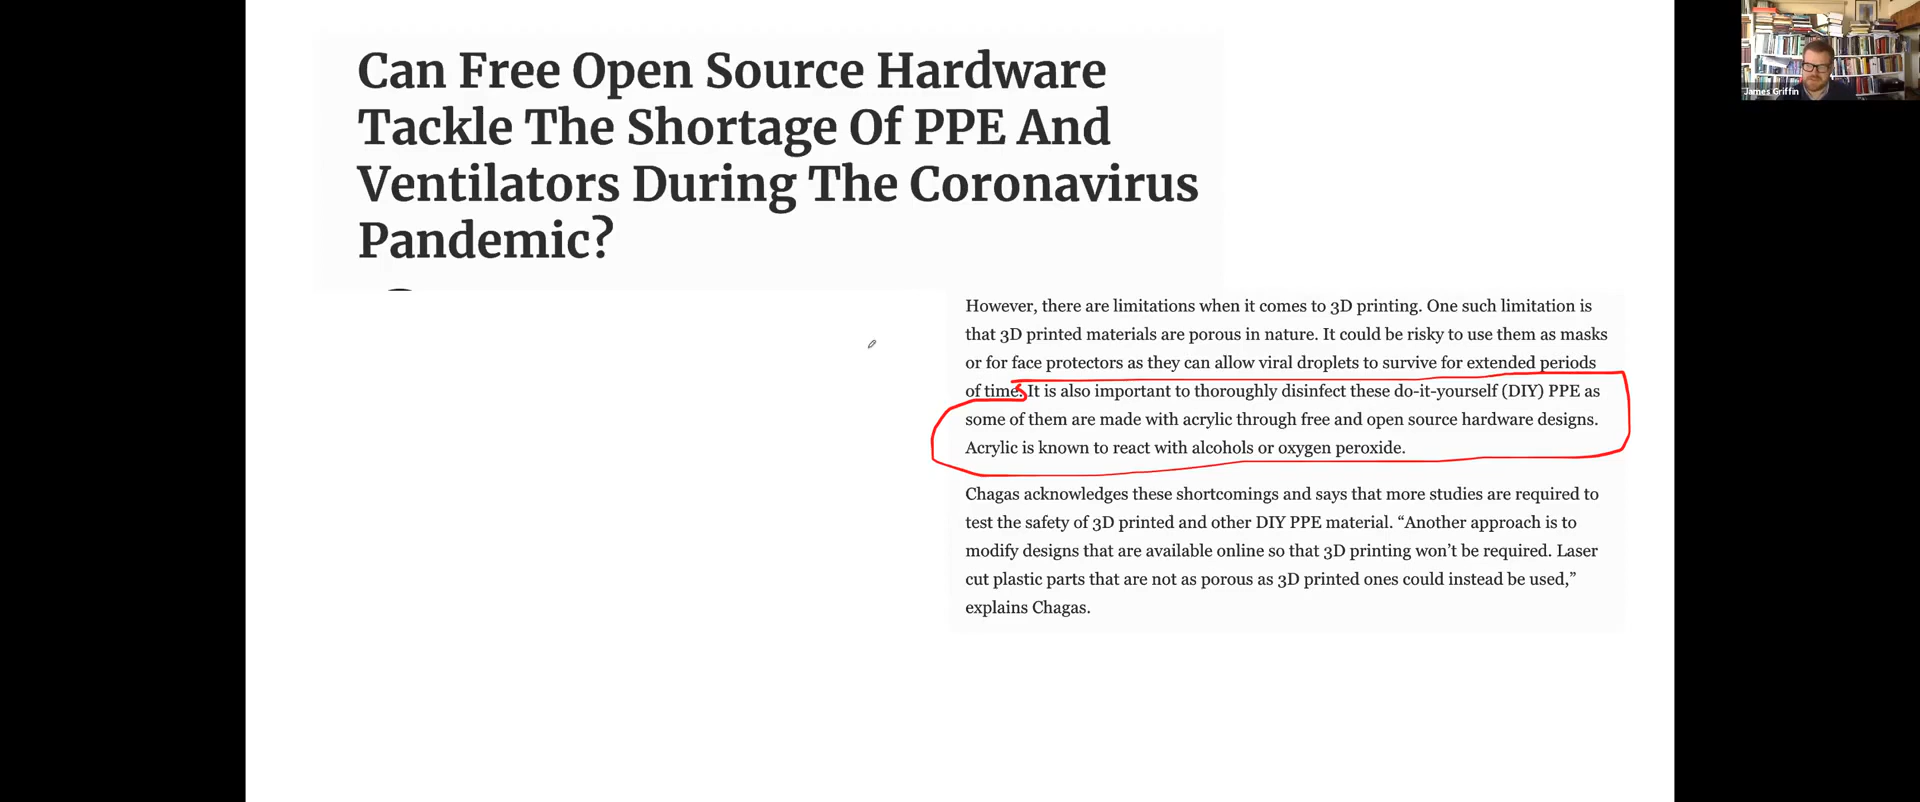 Can Free Open Source Hardware
Tackle The Shortage Of PPE And
Ventilators During The Coronavirus
Pandemic?
James Griffin
However, there are limitations when it comes to 3D printing. One such limitation is
that 3D printed materials are porous in nature. It could be risky to use them as masks
or for face protectors as they can allow viral droplets to survive for extended periods
of time. It is also important to thoroughly disinfect these do-it-yourself (DIY) PPE as
some of them are made with acrylic through free and open source hardware designs.
Acrylic is known to react with alcohols or oxygen peroxide.
Chagas acknowledges these shortcomings and says that more studies are required to
test the safety of 3D printed and other DIY PPE material. “Another approach is to
modify designs that are available online so that 3D printing won’t be required. Laser
cut plastic parts that are not as porous as 3D printed ones could instead be used,”
explains Chagas.